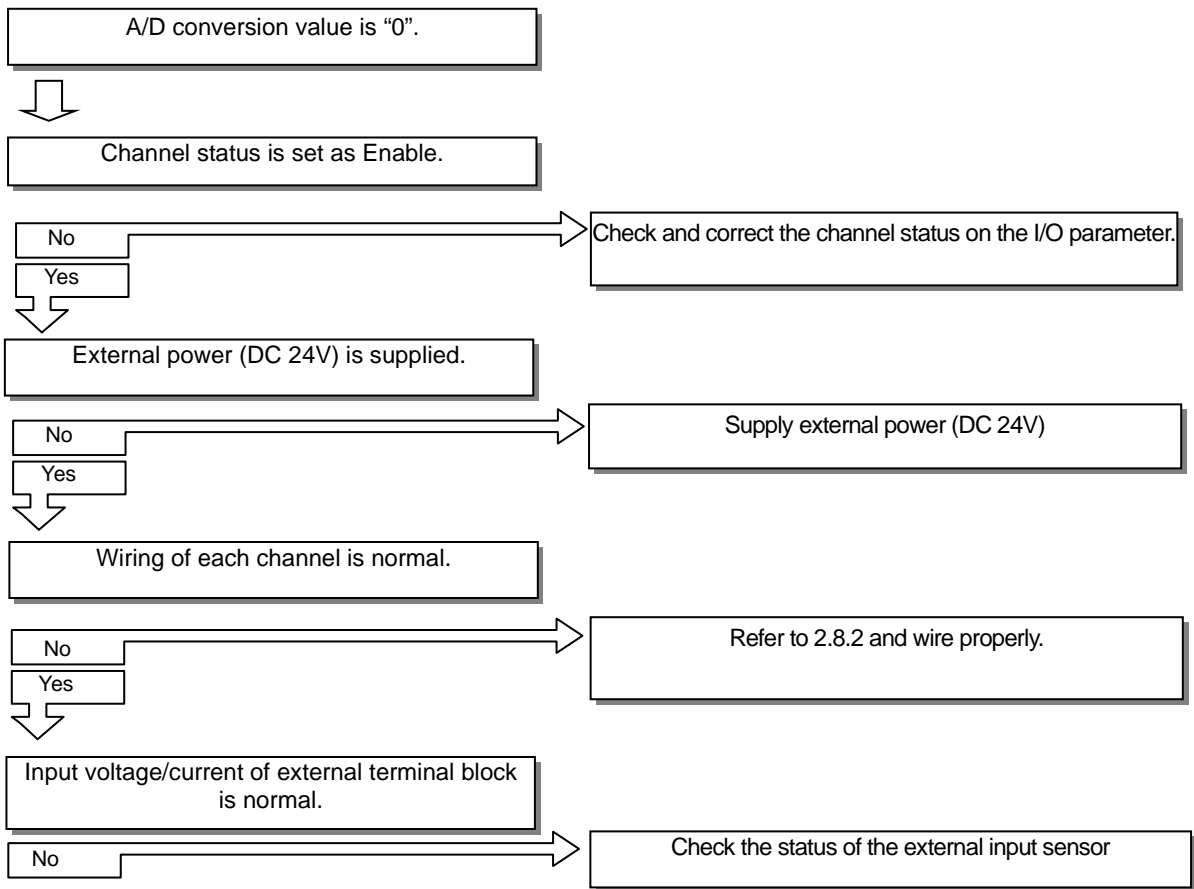 A/D conversion value is “0”.
Channel status is set as Enable.
No
Check and correct the channel status on the I/O parameter.
Yes
External power (DC 24V) is supplied.
No
Supply external power (DC 24V)
Yes
Wiring of each channel is normal.
No
Refer to 2.8.2 and wire properly.
Yes
Input voltage/current of external terminal block
is normal.
No
Check the status of the external input sensor